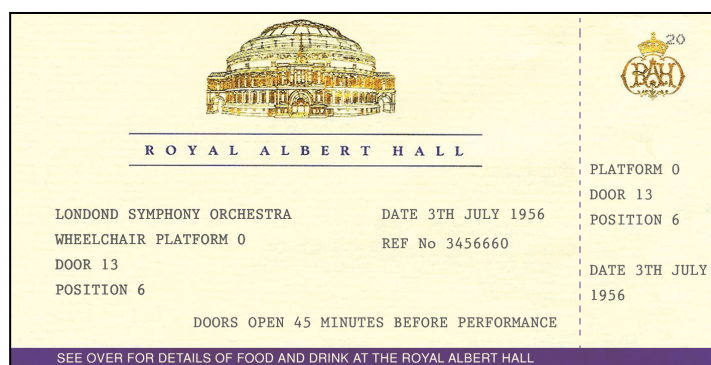 ROYAL ALBERT HALL
LONDOND SYMPHONY ORCHESTRA
WHEELCHAIR PLATFORM 0
DOOR 13
POSITION 6
DATE 3TH JULY 1956
REF No 3456660
DOORS OPEN 45 MINUTES BEFORE PERFORMANCE
SEE OVER FOR DETAILS OF FOOD AND DRINK AT THE ROYAL ALBERT HALL
20
RAH
PLATFORM 0
DOOR 13
POSITION 6
DATE 3TH JULY
1956